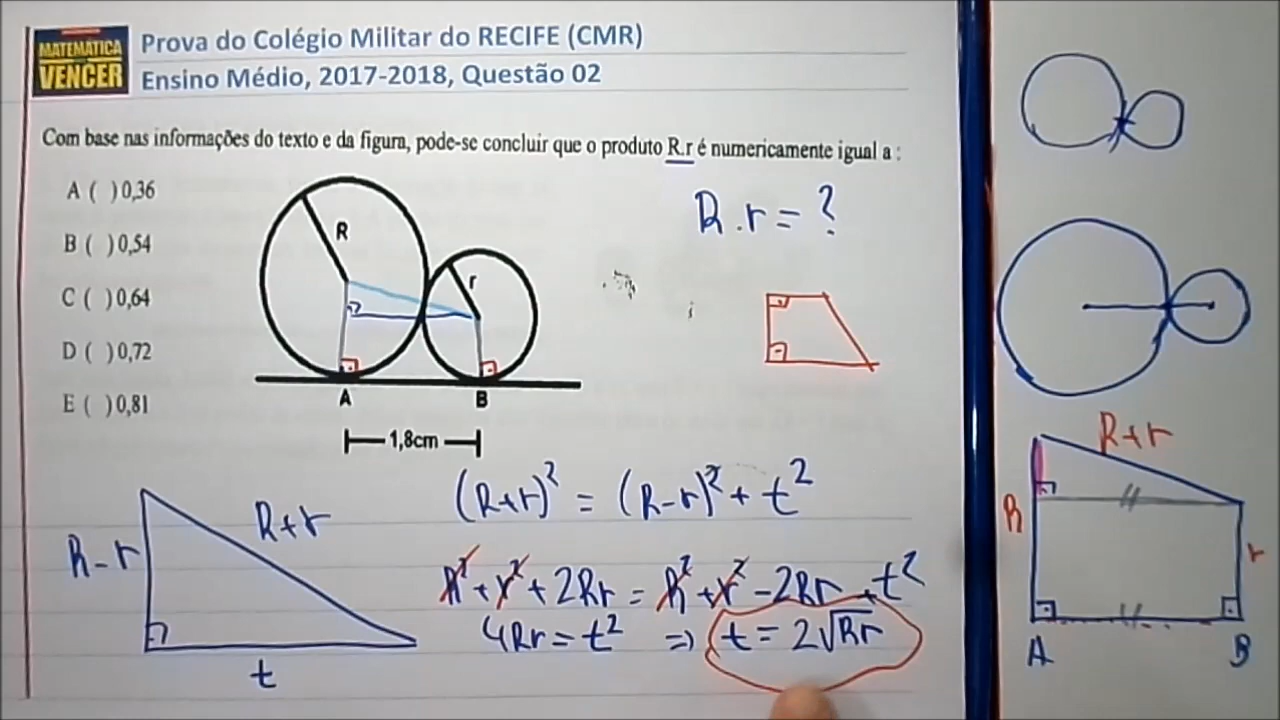 MATEMÁTICA
VENCER
Prova do Colégio Militar do RECIFE (CMR)
Ensino Médio, 2017-2018, Questão 02
Com base nas informações do texto e da figura, pode-se concluir que o produto R.r é numericamente igual a :
A ( ) 0,36
B ( ) 0,54
C ( ) 0,64
D ( ) 0,72
E ( ) 0,81
R
r
A
B
1,8cm
R.r = ?
R - r
R+r
t
(R+r)² = (R-r)² + t²
R² + r² + 2Rr = R² + r² - 2Rr + t²
4Rr = t² ⇒ t = 2√Rr
R+r
R
r
A
B